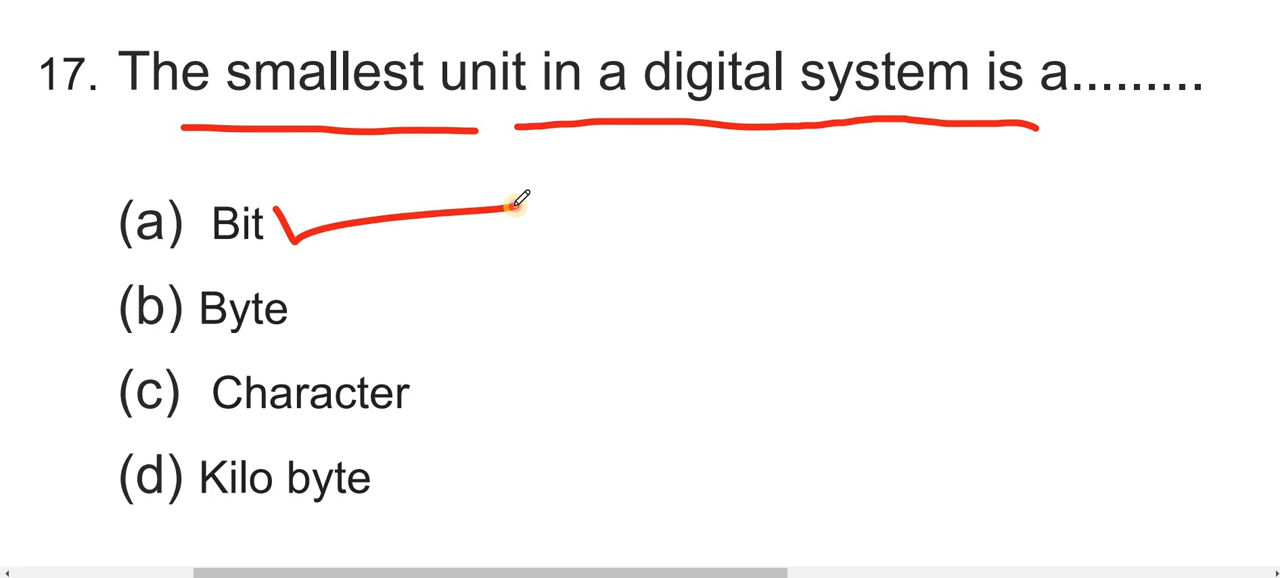 17. The smallest unit in a digital system is a.........
(a) Bit
(b) Byte
(c) Character
(d) Kilo byte